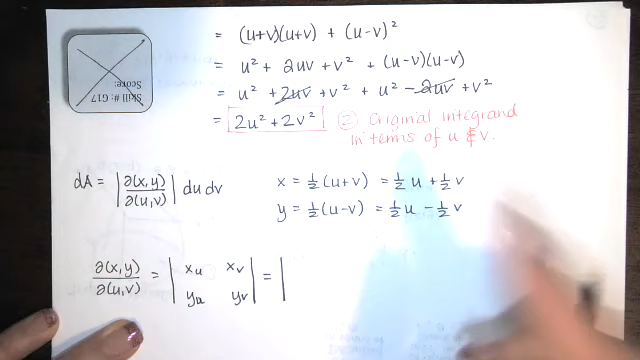 = (u+v)(u+v) + (u-v)²
= u² + 2uv + v² + (u-v)(u-v)
= u² + 2uv + v² + u² - 2uv + v²
= 2u² + 2v² ② Original integrand
in terms of u & v.
Skill: # G17
Score:
dA = |∂(x,y)/∂(u,v)| du dv
x = ½(u+v) = ½u + ½v
y = ½(u-v) = ½u - ½v
∂(x,y)/∂(u,v) = | xu xv | = |
yu yv